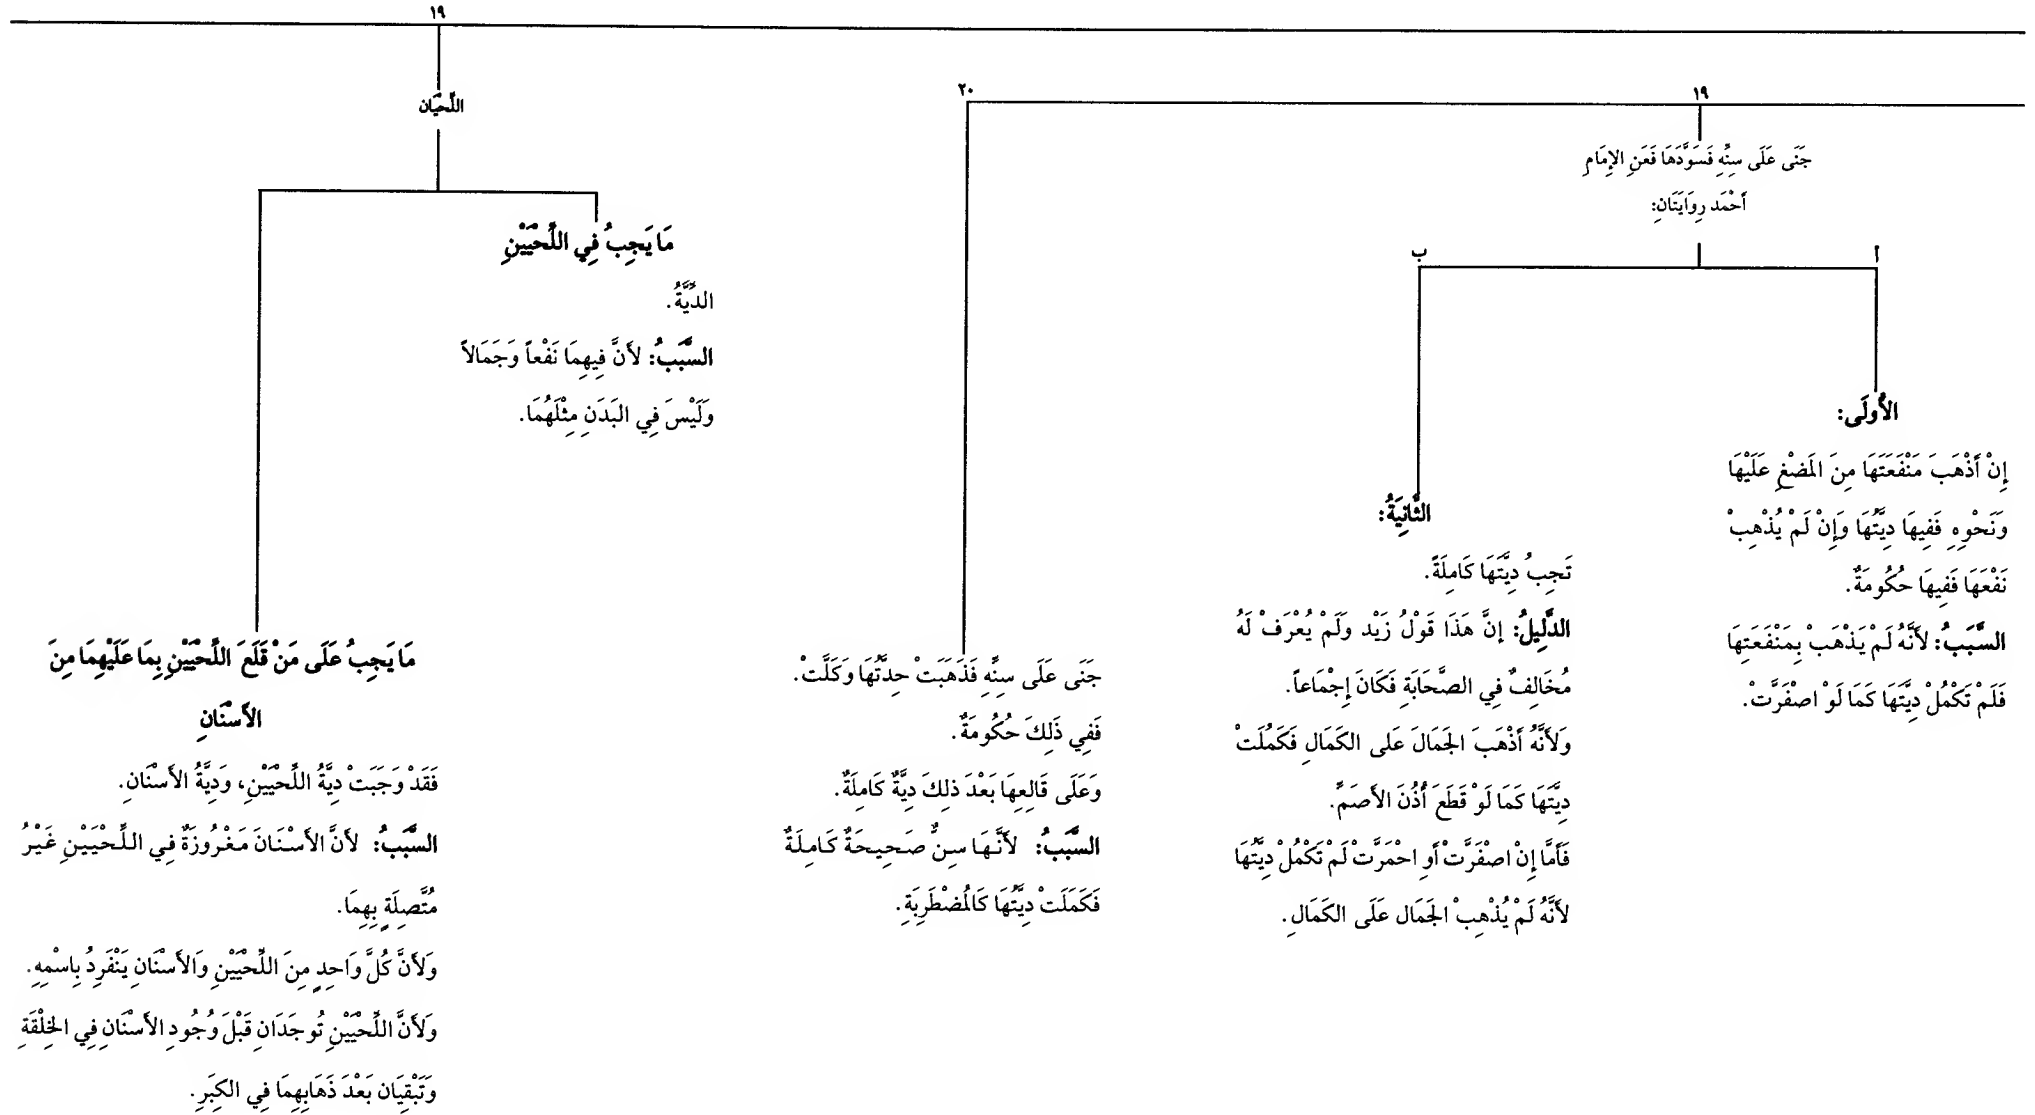 ١٩
٢٠
١٩
جَنَى عَلَى سِنِّهِ فَسَوَّدَهَا فَعَنِ الإِمَامِ
أَحْمَد رِوَايَتَانِ:
أ
ب
الأُولَى:
إِنْ أَذْهَبَ مَنْفَعَتَهَا مِنَ المَضْغِ عَلَيْهَا
وَنَحْوِهِ فَفِيهَا دِيَّتُهَا وَإِنْ لَمْ يُذْهِبْ
نَفْعَهَا فَفِيهَا حُكُومَةٌ.
السَّبَبُ: لأَنَّهُ لَمْ يَذْهَبْ بِمَنْفَعَتِهَا
فَلَمْ تَكْمُلْ دِيَّتَهَا كَمَا لَوْ اصْفَرَّتْ.
الثَّانِيَةُ:
تَجِبُ دِيَّتَهَا كَامِلَةً.
الدَّلِيلُ: إنَّ هَذَا قَوْلُ زَيْد وَلَمْ يُعْرَفْ لَهُ
مُخَالِفٌ فِي الصَّحَابَةِ فَكَانَ إِجْمَاعاً.
وَلأَنَّهُ أَذْهَبَ الجَمَالَ عَلى الكَمَالِ فَكَمُلَتْ
دِيَّتَهَا كَمَا لَوْ قَطَعَ أُذُنَ الأَصَمِّ.
فَأَمَّا إِنْ اصْفَرَّتْ أَوِ احْمَرَّتْ لَمْ تَكْمُلْ دِيَّتُهَا
لأَنَّهُ لَمْ يُذْهِبْ الجَمَال عَلَى الكَمَالِ.
جَنَى عَلَى سِنِّهِ فَذَهَبَتْ حِدَّتُهَا وَكَلَّتْ.
فَفِي ذَلِكَ حُكُومَةٌ.
وَعَلَى قَالِعِهَا بَعْدَ ذلِكَ دِيَّةٌ كَامِلَةٌ.
السَّبَبُ: لأَنَّهَا سِنٌّ صَحِيحَةٌ كَامِلَةٌ
فَكَمَلَتْ دِيَّتُهَا كَالمُضْطَرِبَةِ.
اللَّحْيَان
مَا يَجِبُ فِي اللَّحْيَيْنِ
الدِّيَّةُ.
السَّبَبُ: لأَنَّ فِيهِمَا نَفْعاً وَجَمَالاً
وَلَيْسَ فِي البَدَنِ مِثْلَهُمَا.
مَا يَجِبُ عَلَى مَنْ قَلَعَ اللَّحْيَيْنِ بِمَا عَلَيْهِمَا مِنَ
الأَسْنَانِ
فَقَدْ وَجَبَتْ دِيَّةُ اللَّحْيَيْنِ، وَدِيَّةُ الأَسْنَانِ.
السَّبَبُ: لأَنَّ الأَسْنَانَ مَغْرُوزَةٌ فِي اللَّحْيَيْنِ غَيْرُ
مُتَّصِلَةٍ بِهِمَا.
وَلأَنَّ كُلَّ وَاحِدٍ مِنَ اللَّحْيَيْنِ وَالأَسْنَانِ يَنْفَرِدُ بِاسْمِهِ.
وَلأَنَّ اللَّحْيَيْنِ تُوجَدَانِ قَبْلَ وُجُودِ الأَسْنَانِ فِي الخِلْقَةِ
وَتَبْقِيَان بَعْدَ ذَهَابِهِمَا فِي الكِبَرِ.